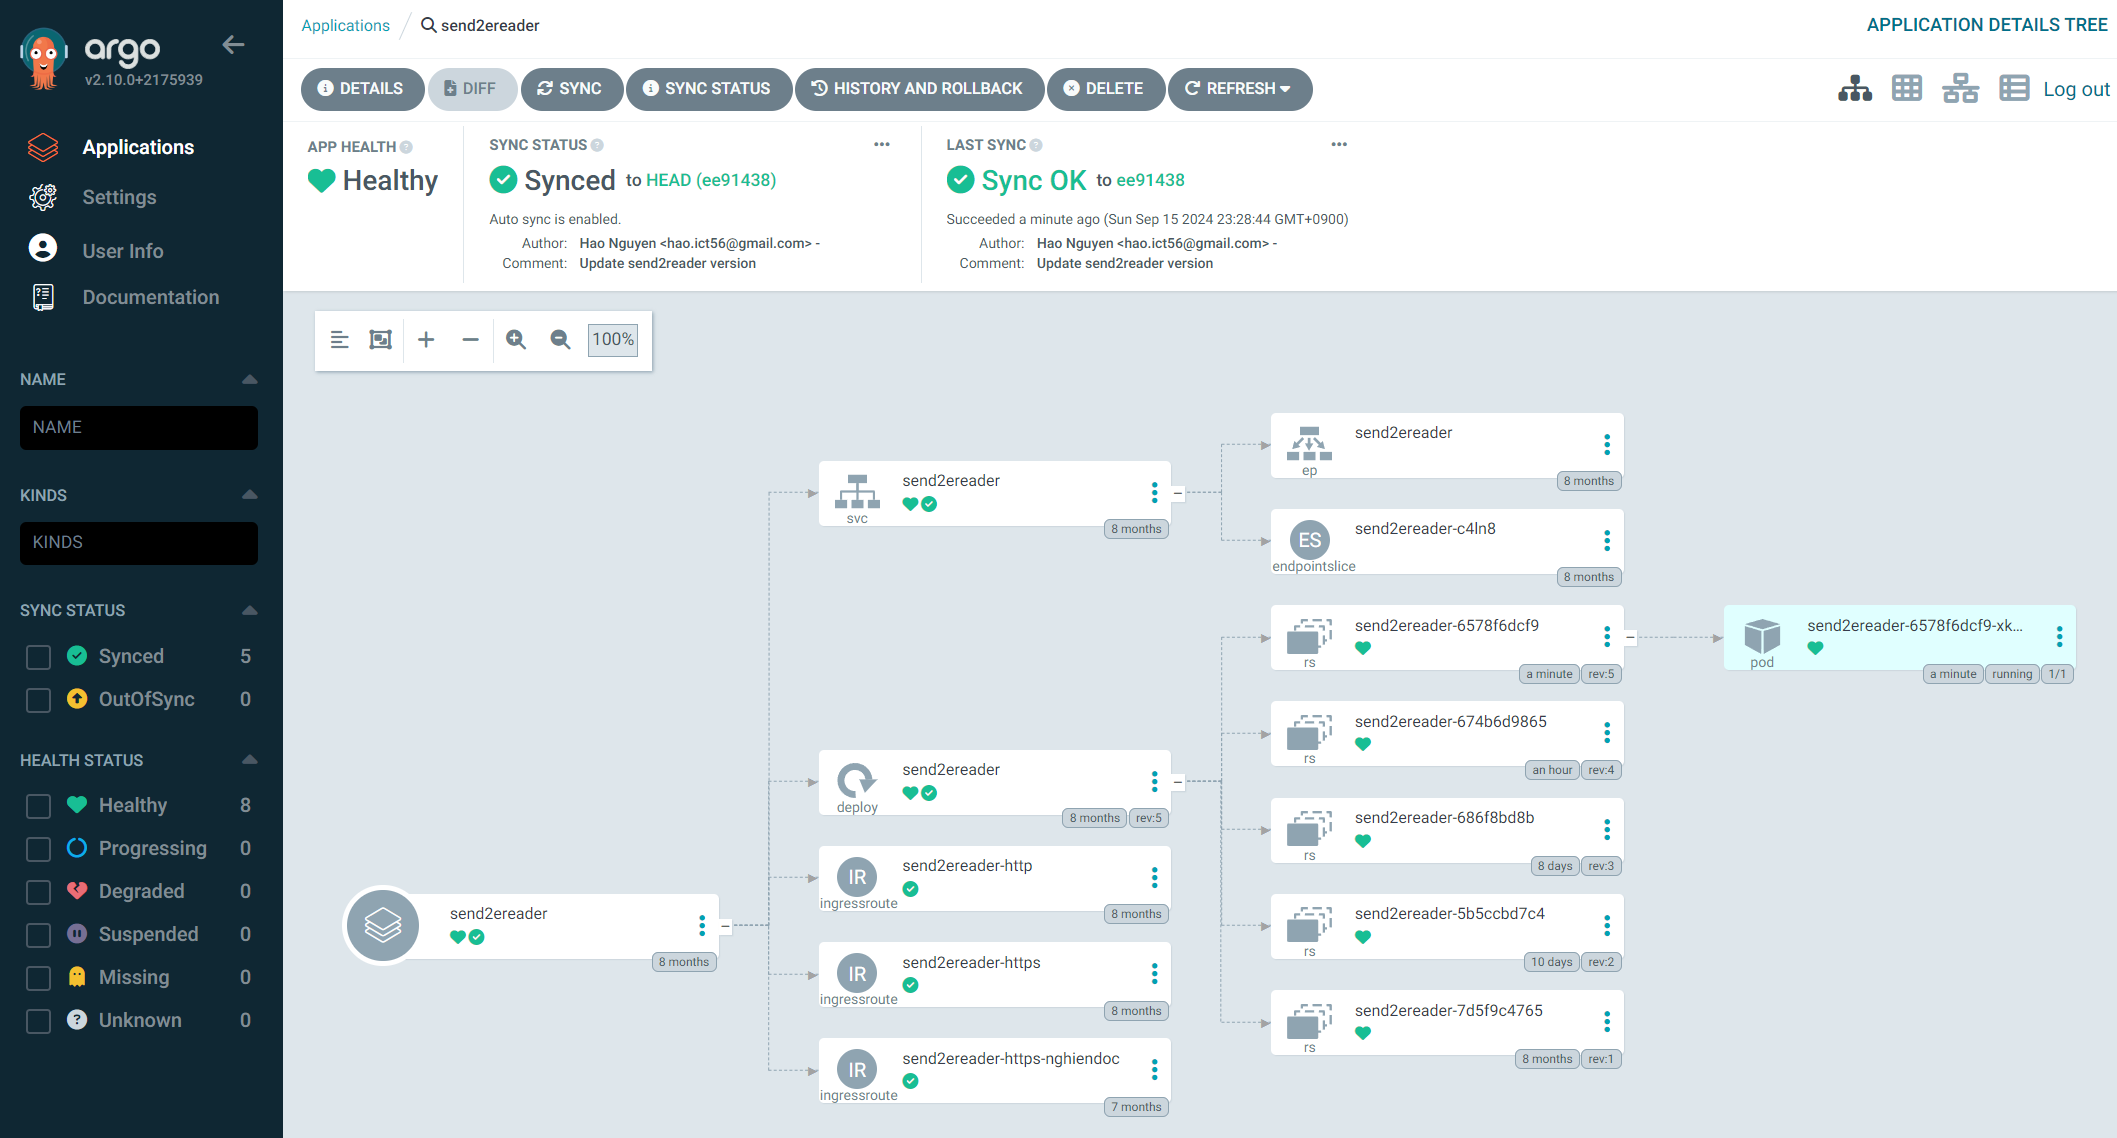 argo
v2.10.0+2175939
Applications
Settings
User Info
Documentation
NAME
NAME
KINDS
KINDS
SYNC STATUS
Synced 5
OutOfSync 0
HEALTH STATUS
Healthy 8
Progressing 0
Degraded 0
Suspended 0
Missing 0
Unknown 0
Applications / send2ereader
APPLICATION DETAILS TREE
DETAILS
DIFF
SYNC
SYNC STATUS
HISTORY AND ROLLBACK
DELETE
REFRESH
Log out
APP HEALTH
Healthy
SYNC STATUS
Synced to HEAD (ee91438)
Auto sync is enabled.
Author: Hao Nguyen <hao.ict56@gmail.com> -
Comment: Update send2reader version
LAST SYNC
Sync OK to ee91438
Succeeded a minute ago (Sun Sep 15 2024 23:28:44 GMT+0900)
Author: Hao Nguyen <hao.ict56@gmail.com> -
Comment: Update send2reader version
100%
send2ereader
8 months
send2ereader
svc
8 months
send2ereader
deploy
8 months rev:5
IR
send2ereader-http
ingressroute
8 months
IR
send2ereader-https
ingressroute
8 months
IR
send2ereader-https-nghiendoc
ingressroute
7 months
send2ereader
ep
8 months
ES
send2ereader-c4ln8
endpointslice
8 months
send2ereader-6578f6dcf9
rs
a minute rev:5
send2ereader-674b6d9865
rs
an hour rev:4
send2ereader-686f8bd8b
rs
8 days rev:3
send2ereader-5b5ccbd7c4
rs
10 days rev:2
send2ereader-7d5f9c4765
rs
8 months rev:1
send2ereader-6578f6dcf9-xk...
pod
a minute running 1/1